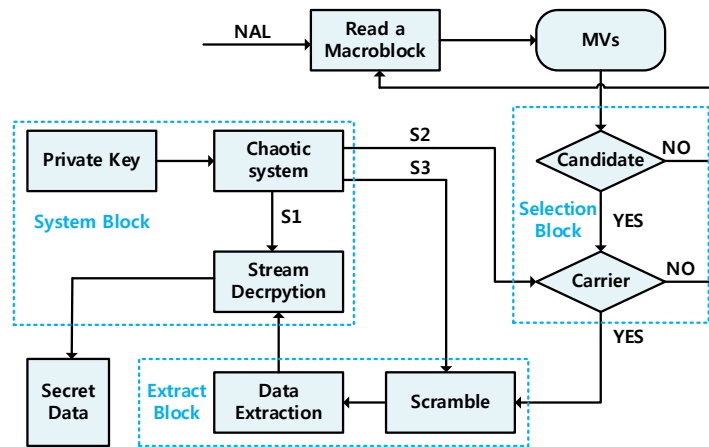 NAL
Read a
Macroblock
MVs
Private Key
Chaotic
system
S2
S3
Candidate
NO
System Block
S1
Selection
Block
YES
Stream
Decrpytion
Carrier
NO
YES
Secret
Data
Extract
Block
Data
Extraction
Scramble